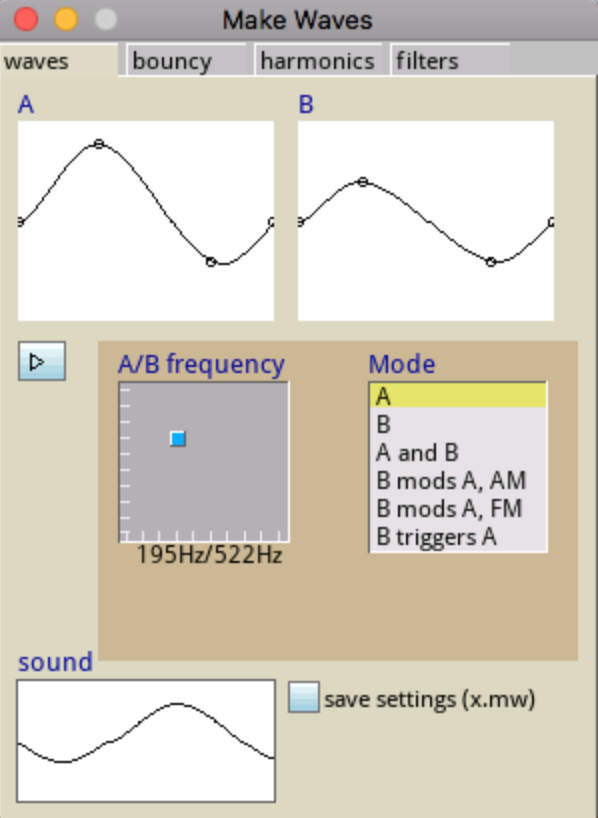 Make Waves
waves bouncy harmonics filters
A B
A/B frequency Mode
A
B
A and B
B mods A, AM
B mods A, FM
B triggers A
195Hz/522Hz
sound
save settings (x.mw)